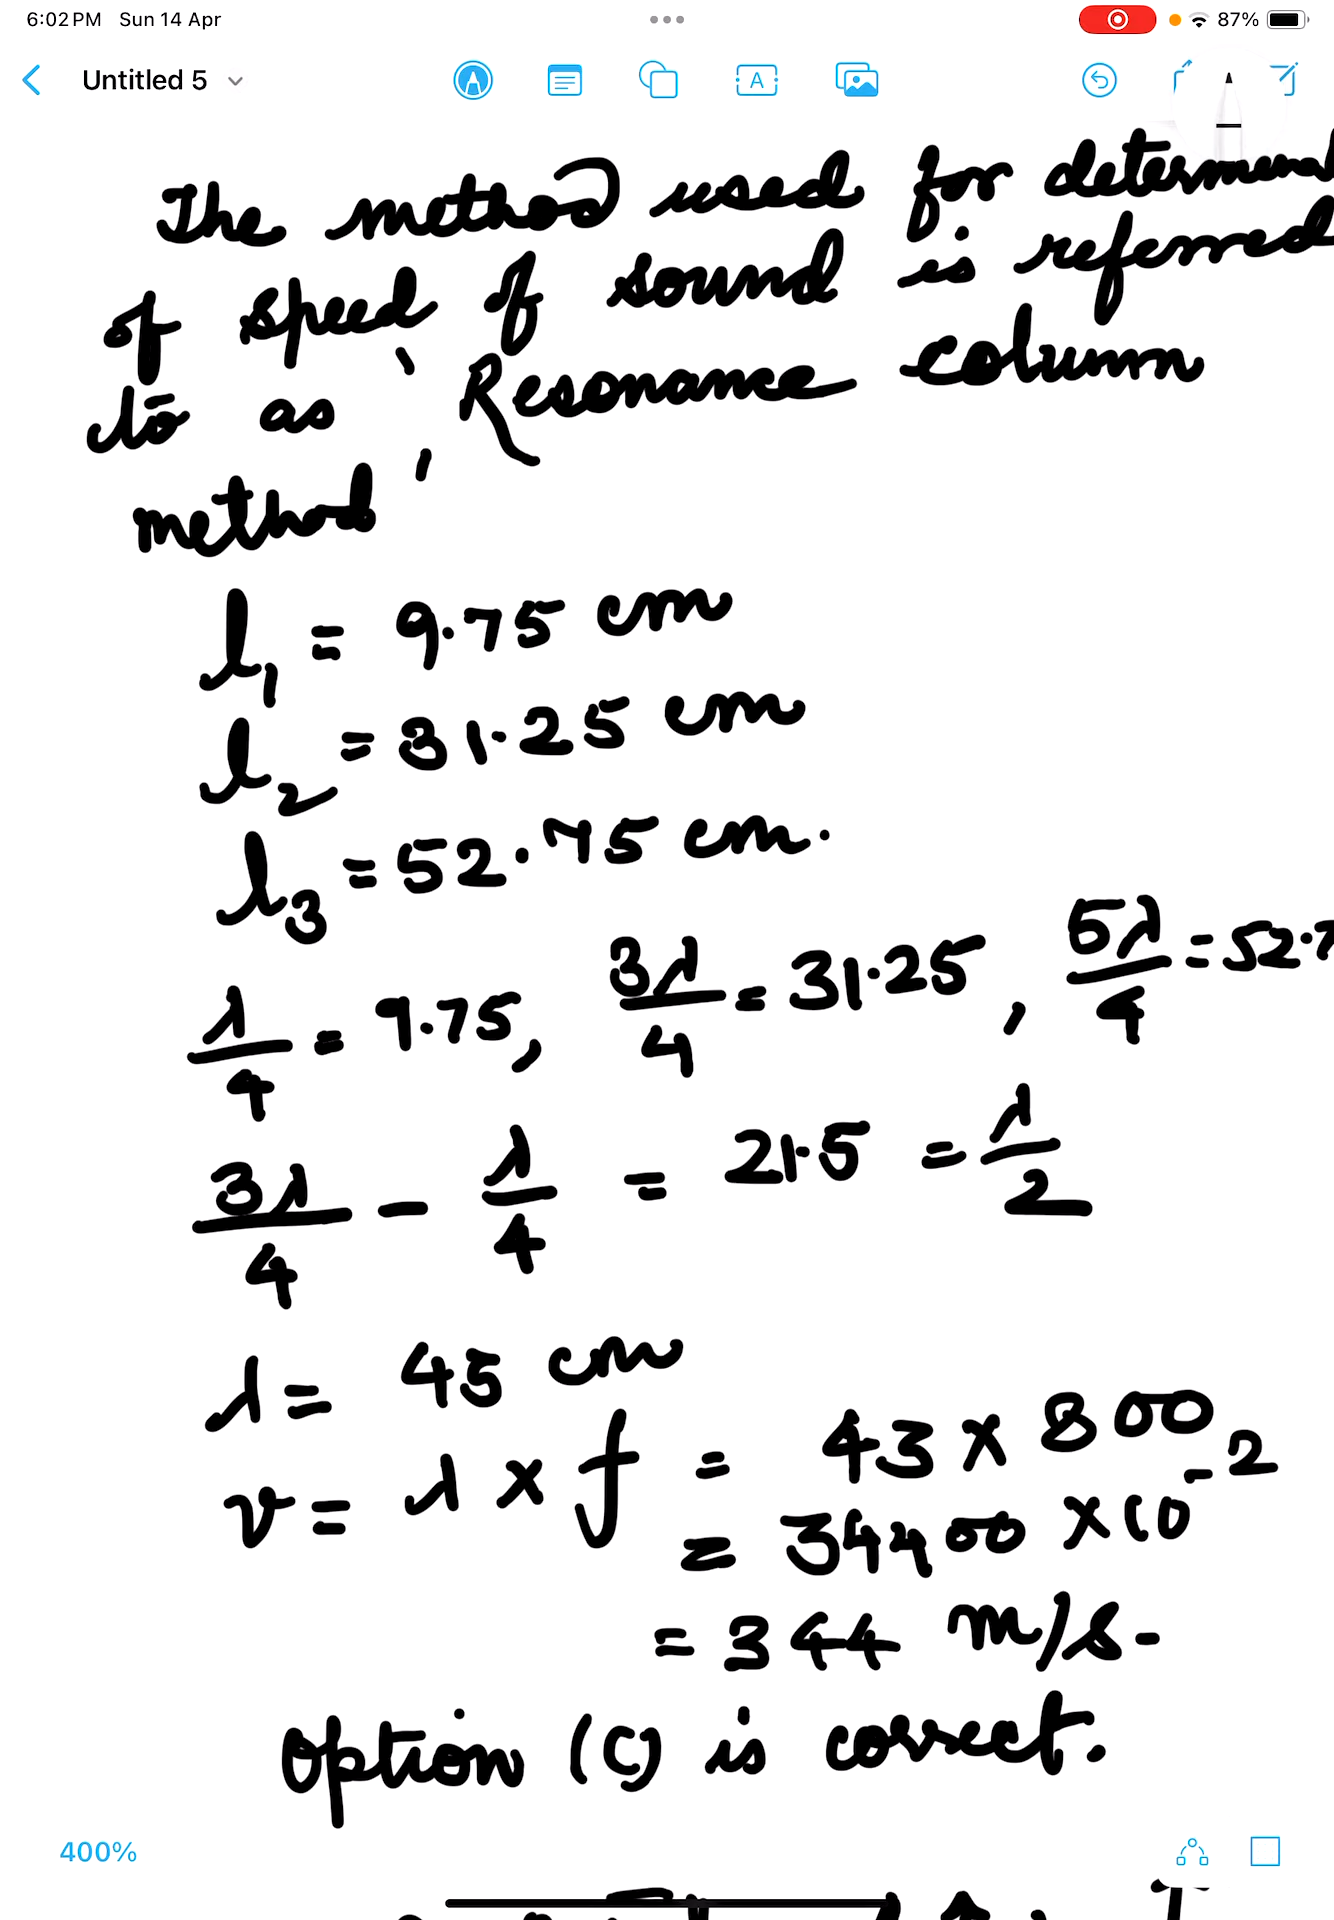 6:02 PM Sun 14 Apr
87%
Untitled 5
A
The method used for
of speed of sound is referred
to as 'Resonance column
method'
l₁ = 9.75 cm
l₂ = 31.25 cm
l₃ = 52.75 cm.
λ/4 = 9.75, 3λ/4 = 31.25, 5λ/4 = 52.7
3λ/4 - λ/4 = 21.5 = λ/2
λ = 43 cm
v = λ x f = 43 x 800
= 34400 x 10⁻²
= 344 m/s-
option (C) is correct.
400%